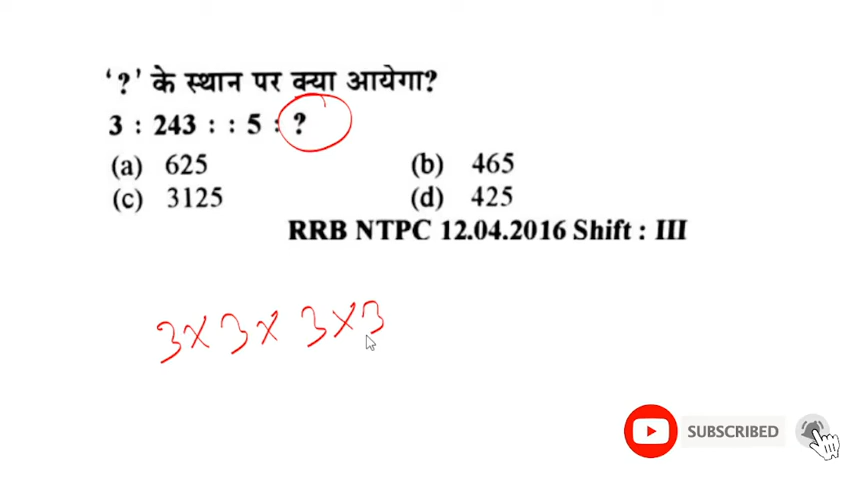 '?' के स्थान पर क्या आयेगा?
3 : 243 : : 5 : ?
(a) 625 (b) 465
(c) 3125 (d) 425
RRB NTPC 12.04.2016 Shift : III
3 × 3 × 3 × 3
SUBSCRIBED